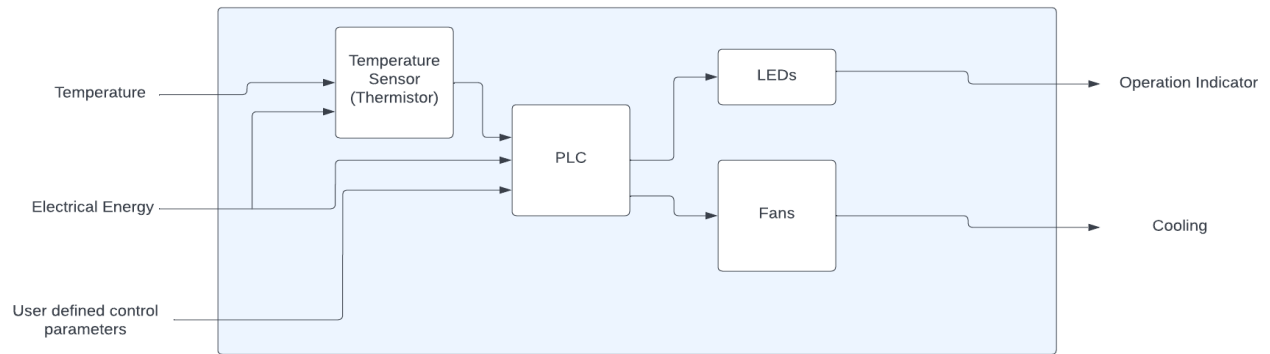 Temperature
Sensor
(Thermistor)
LEDs
Temperature
Operation Indicator
PLC
Electrical Energy
Fans
Cooling
User defined control
parameters